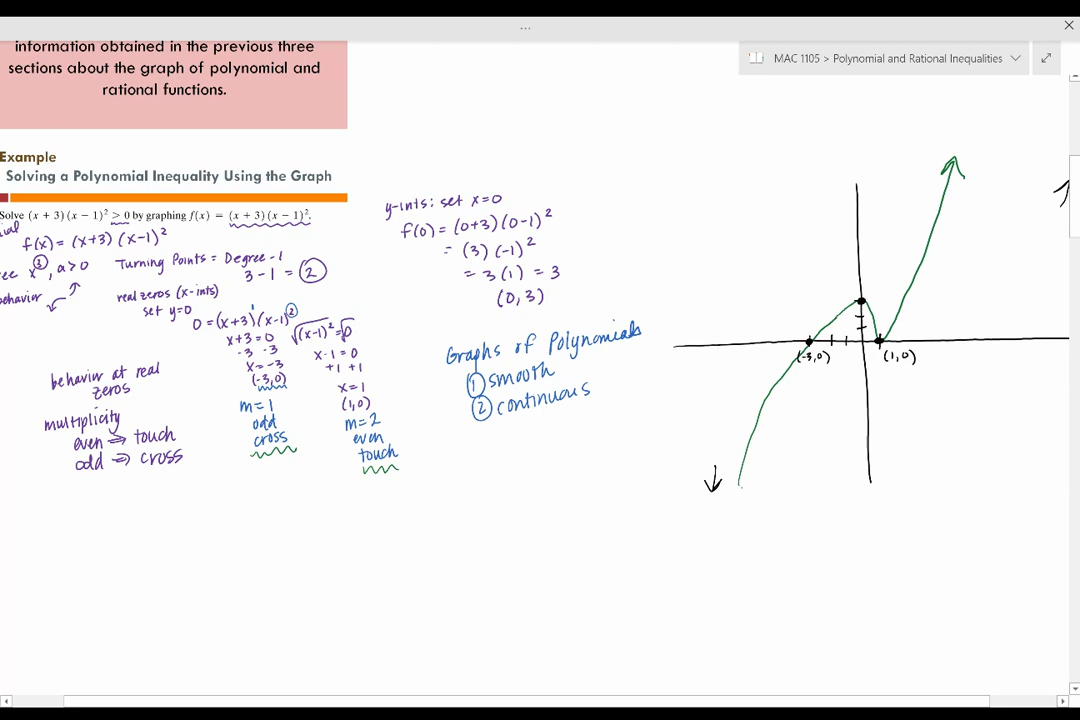 information obtained in the previous three
sections about the graph of polynomial and
rational functions.
MAC 1105 > Polynomial and Rational Inequalities
Example
Solving a Polynomial Inequality Using the Graph
Solve (x + 3)(x − 1)² > 0 by graphing f(x) = (x + 3)(x − 1)².
f(x) = (x+3)(x-1)²
x³, a>0
behavior
Turning Points = Degree -1
3 - 1 = 2
real zeros (x-ints)
set y=0
0 = (x+3)¹(x-1)²
x+3=0
-3 -3
x=-3
(-3,0)
m=1
odd
cross
√(x-1)² = √0
x-1=0
+1 +1
x=1
(1,0)
m=2
even
touch
behavior at real
zeros
multiplicity
even ⇒ touch
odd ⇒ cross
y-ints: set x=0
f(0) = (0+3)(0-1)²
= (3)(-1)²
= 3(1) = 3
(0,3)
Graphs of Polynomials
① smooth
② continuous
(-3,0)
(1,0)